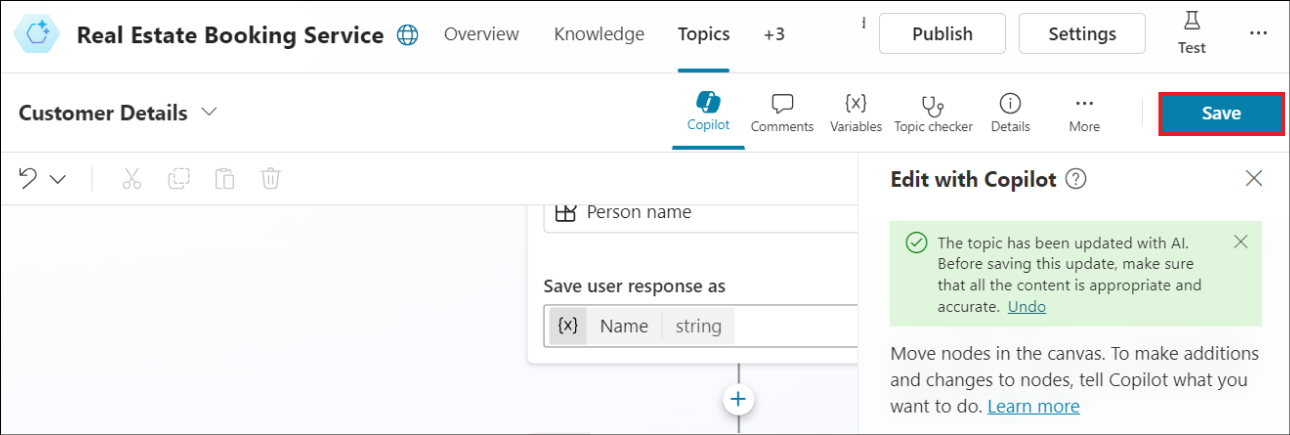 Real Estate Booking Service Overview Knowledge Topics +3 Publish Settings Test
Customer Details Copilot Comments {x} Variables Topic checker Details More Save
Edit with Copilot
Person name
The topic has been updated with AI.
Before saving this update, make sure
that all the content is appropriate and
accurate. Undo
Save user response as
{x} Name string
Move nodes in the canvas. To make additions
and changes to nodes, tell Copilot what you
want to do. Learn more